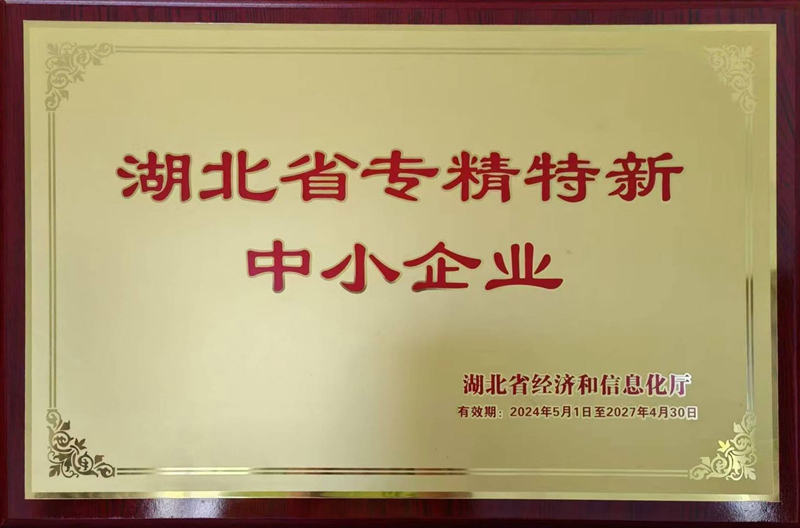 湖北省专精特新
中小企业
湖北省经济和信息化厅
有效期：2024年5月1日至2027年4月30日